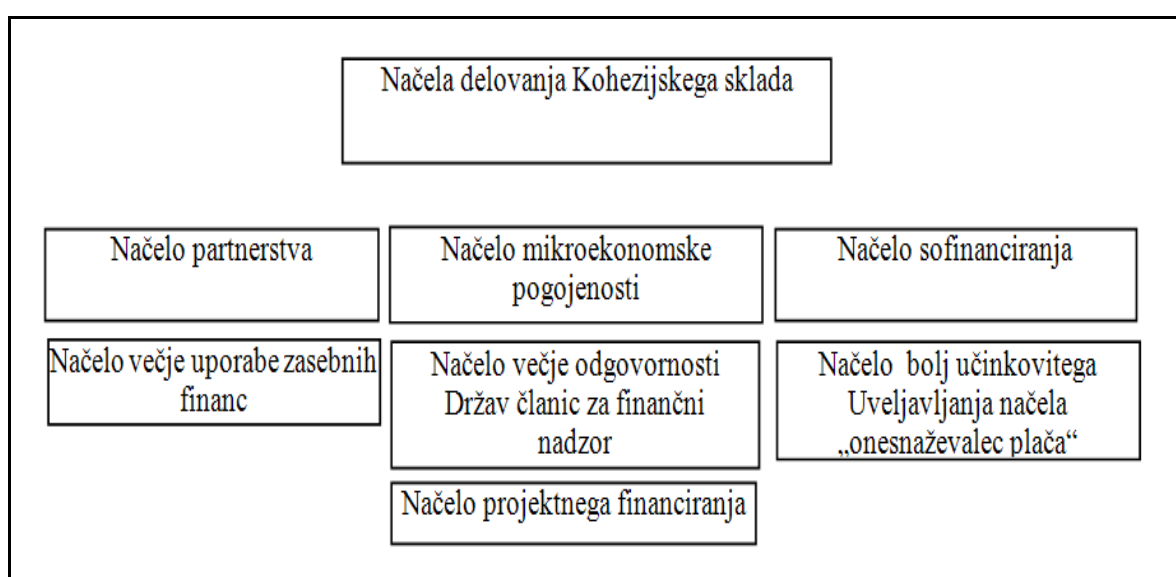 Načela delovanja Kohezijskega sklada
Načelo partnerstva
Načelo mikroekonomske
pogojenosti
Načelo sofinanciranja
Načelo večje uporabe zasebnih
financ
Načelo večje odgovornosti
Držav članic za finančni
nadzor
Načelo bolj učinkovitega
Uveljavljanja načela
„onesnaževalec plača“
Načelo projektnega financiranja